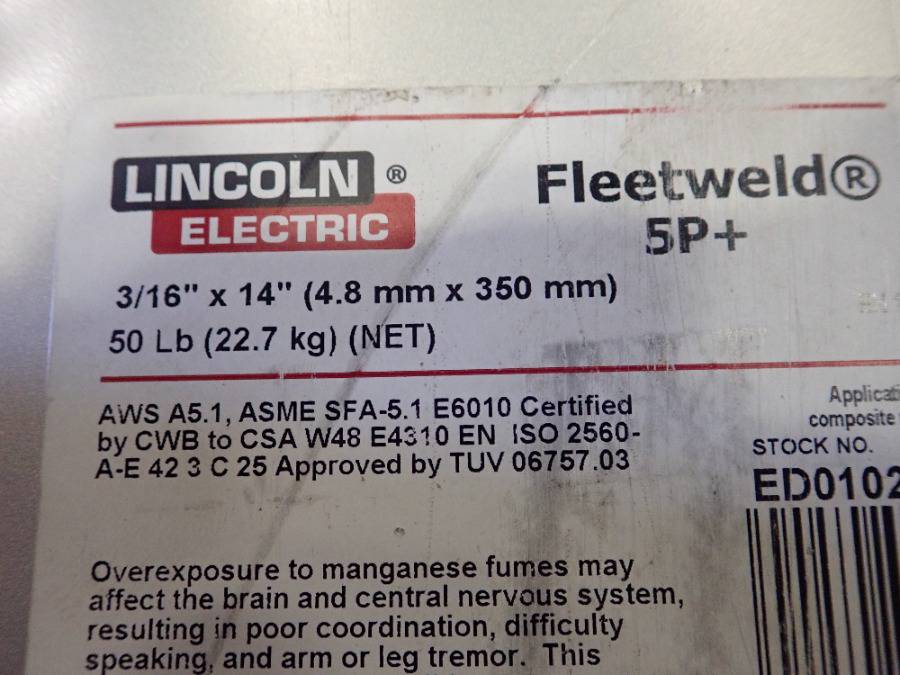 LINCOLN ®
ELECTRIC
Fleetweld®
5P+
3/16" x 14" (4.8 mm x 350 mm)
50 Lb (22.7 kg) (NET)
AWS A5.1, ASME SFA-5.1 E6010 Certified
by CWB to CSA W48 E4310 EN ISO 2560-
A-E 42 3 C 25 Approved by TUV 06757.03
composite
STOCK NO.
ED0102
Overexposure to manganese fumes may
affect the brain and central nervous system,
resulting in poor coordination, difficulty
speaking, and arm or leg tremor. This